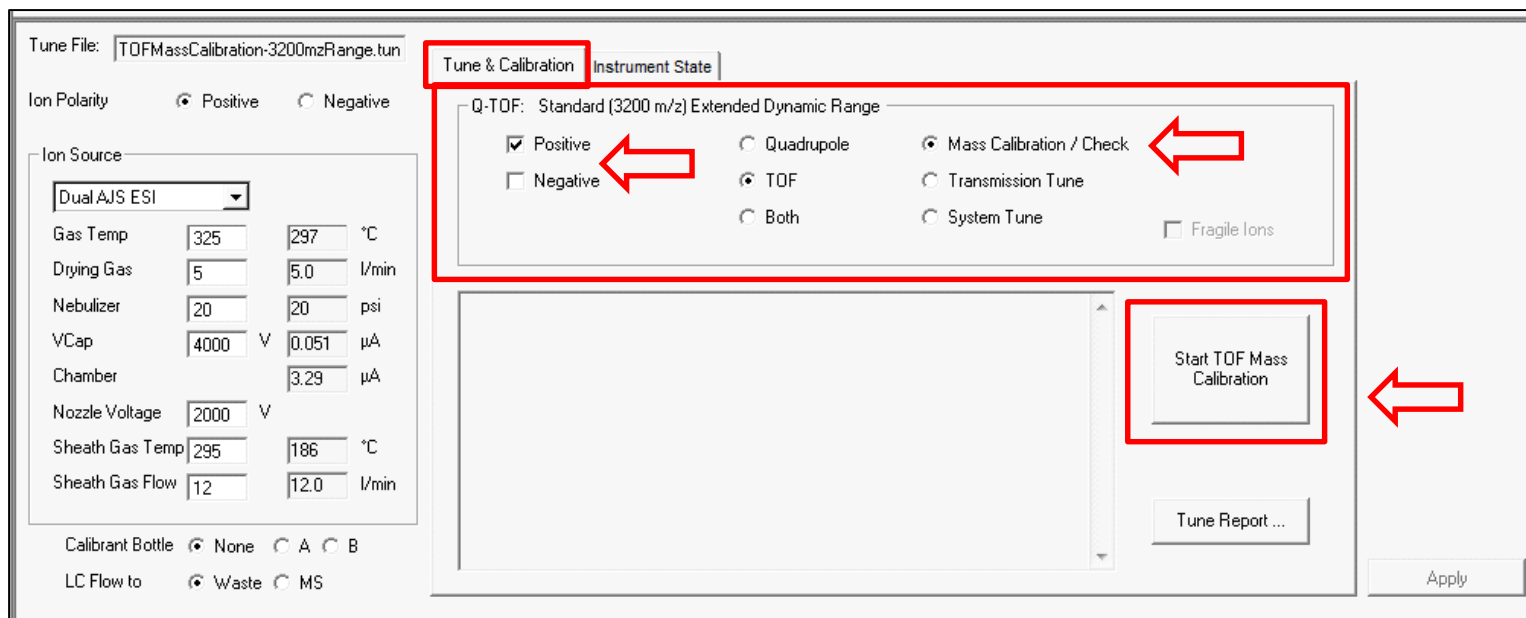 Tune File: TOFMassCalibration-3200mzRange.tun
Ion Polarity Positive Negative
Ion Source
Dual AJS ESI
Gas Temp 325 297 °C
Drying Gas 5 5.0 l/min
Nebulizer 20 20 psi
VCap 4000 V 0.051 µA
Chamber 3.29 µA
Nozzle Voltage 2000 V
Sheath Gas Temp 295 186 °C
Sheath Gas Flow 12 12.0 l/min
Calibrant Bottle None A B
LC Flow to Waste MS
Tune & Calibration Instrument State
Q-TOF: Standard (3200 m/z) Extended Dynamic Range
Positive Quadrupole Mass Calibration / Check
Negative TOF Transmission Tune
Both System Tune Fragile Ions
Start TOF Mass
Calibration
Tune Report ...
Apply